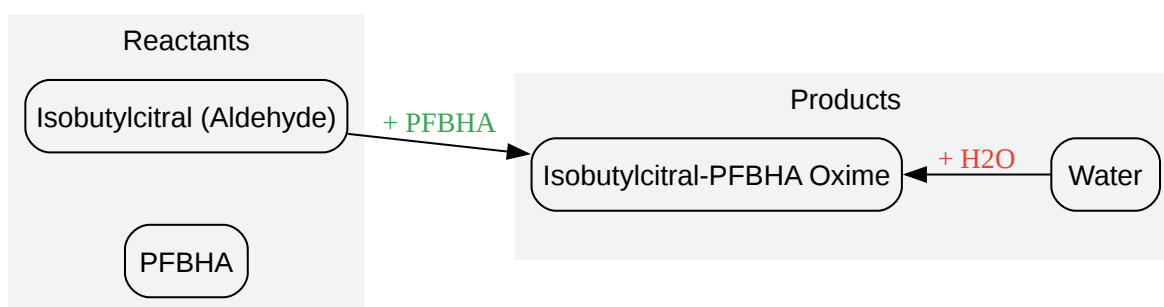 Reactants
Isobutylcitral (Aldehyde)
+ PFBHA
PFBHA
Products
Isobutylcitral-PFBHA Oxime
+ H2O
Water